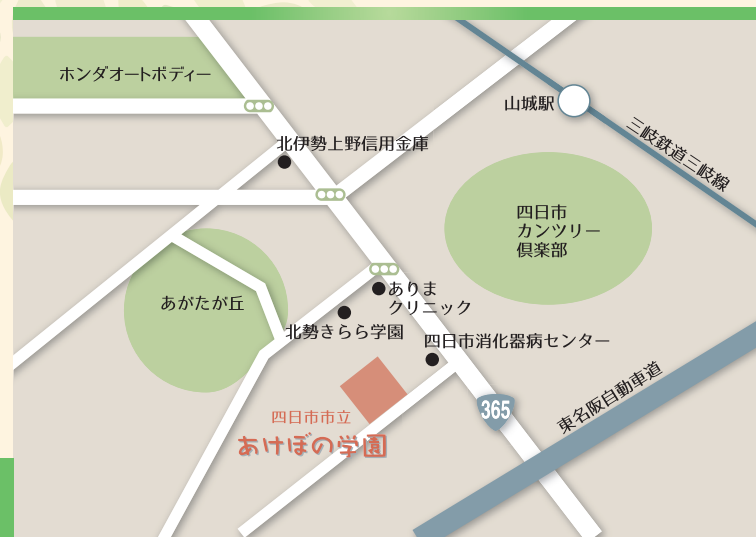 ホンダオートボディー
山城駅
三岐鉄道三岐線
北伊勢上野信用金庫
四日市
カンツリー
倶楽部
あがたが丘
ありま
クリニック
北勢きらら学園
四日市消化器病センター
東名阪自動車道
365
四日市市立
あけぼの学園